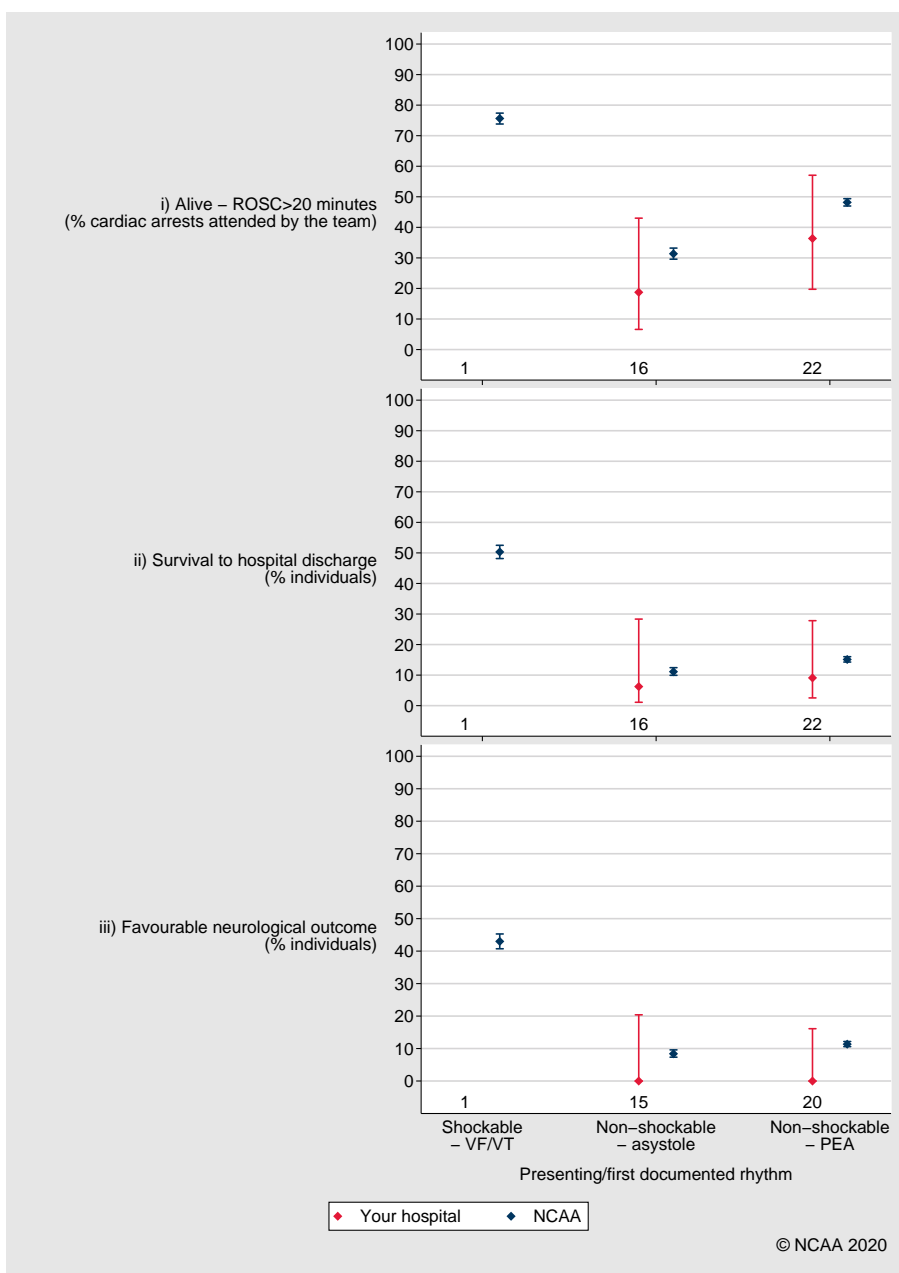 100
90
80
70
60
50
40
30
20
10
0
i) Alive – ROSC>20 minutes
(% cardiac arrests attended by the team)
1 16 22
100
90
80
70
60
50
40
30
20
10
0
ii) Survival to hospital discharge
(% individuals)
1 16 22
100
90
80
70
60
50
40
30
20
10
0
iii) Favourable neurological outcome
(% individuals)
1 15 20
Shockable Non–shockable Non–shockable
– VF/VT – asystole – PEA
Presenting/first documented rhythm
Your hospital NCAA
© NCAA 2020